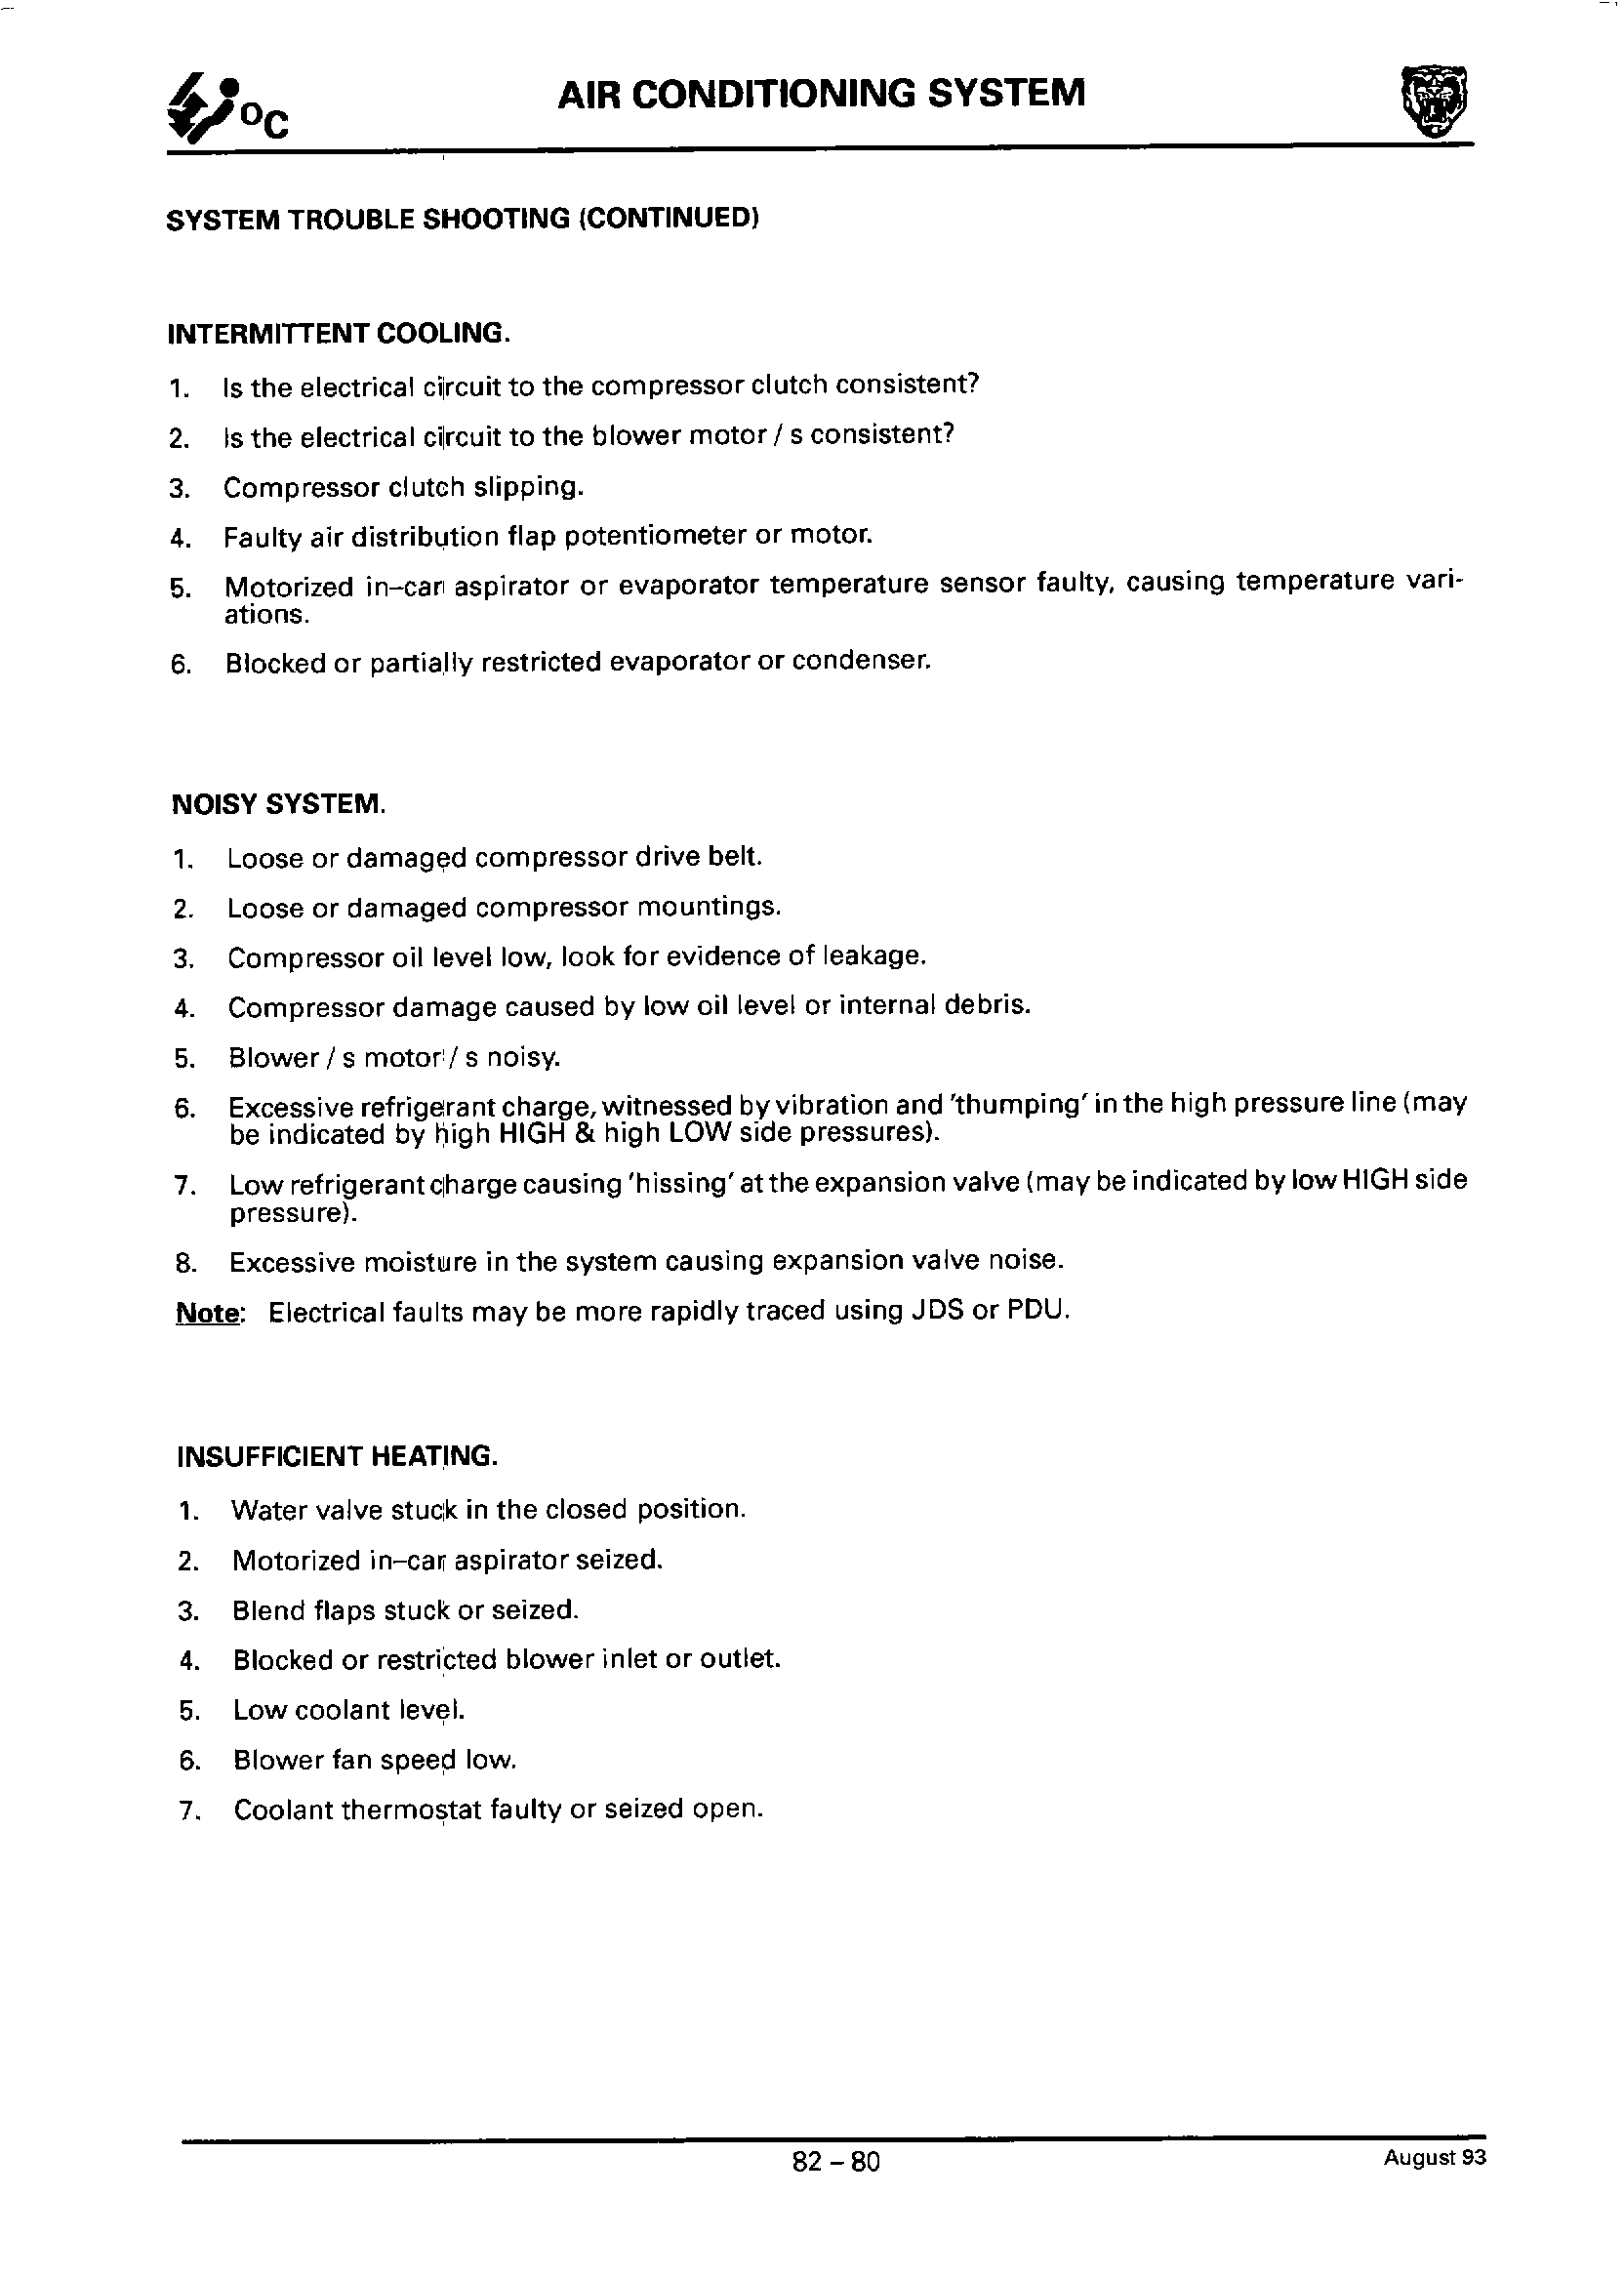 °C
AIR CONDITIONING SYSTEM
SYSTEM TROUBLE SHOOTING (CONTINUED)
INTERMITTENT COOLING.
1. Is the electrical circuit to the compressor clutch consistent?
2. Is the electrical circuit to the blower motor / s consistent?
3. Compressor clutch slipping.
4. Faulty air distribution flap potentiometer or motor.
5. Motorized in–car aspirator or evaporator temperature sensor faulty, causing temperature vari-
ations.
6. Blocked or partially restricted evaporator or condenser.
NOISY SYSTEM.
1. Loose or damaged compressor drive belt.
2. Loose or damaged compressor mountings.
3. Compressor oil level low, look for evidence of leakage.
4. Compressor damage caused by low oil level or internal debris.
5. Blower / s motor / s noisy.
6. Excessive refrigerant charge, witnessed by vibration and 'thumping' in the high pressure line (may
be indicated by high HIGH & high LOW side pressures).
7. Low refrigerant charge causing 'hissing' at the expansion valve (may be indicated by low HIGH side
pressure).
8. Excessive moisture in the system causing expansion valve noise.
Note: Electrical faults may be more rapidly traced using JDS or PDU.
INSUFFICIENT HEATING.
1. Water valve stuck in the closed position.
2. Motorized in–car aspirator seized.
3. Blend flaps stuck or seized.
4. Blocked or restricted blower inlet or outlet.
5. Low coolant level.
6. Blower fan speed low.
7. Coolant thermostat faulty or seized open.
82 – 80
August 93